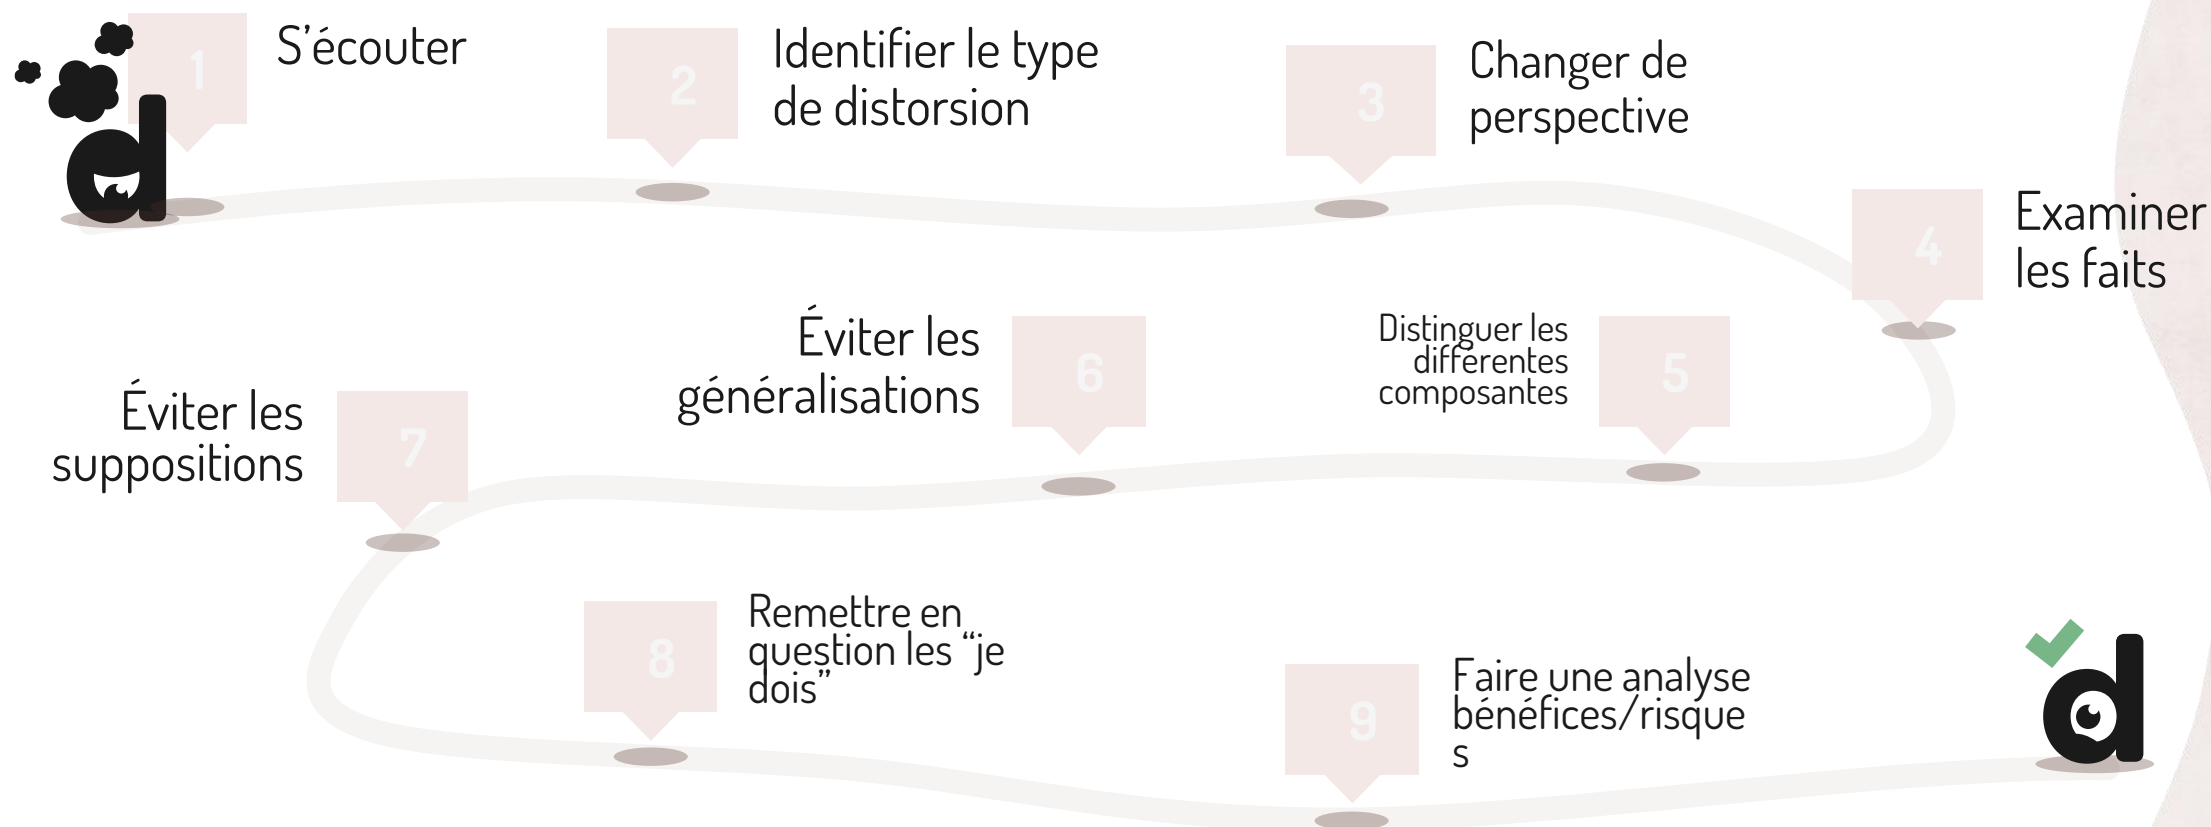 1
S’écouter
2
Identifier le type
de distorsion
3
Changer de
perspective
4
Examiner
les faits
5
Distinguer les
différentes
composantes
6
Éviter les
généralisations
7
Éviter les
suppositions
8
Remettre en
question les “je
dois”
9
Faire une analyse
bénéfices/risque
s